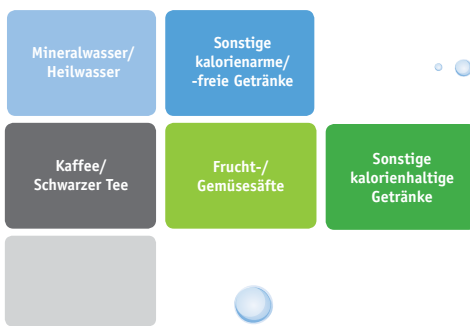 Mineralwasser/
Heilwasser
Sonstige
kalorienarme/
-freie Getränke
Kaffee/
Schwarzer Tee
Frucht-/
Gemüsesäfte
Sonstige
kalorienhaltige
Getränke